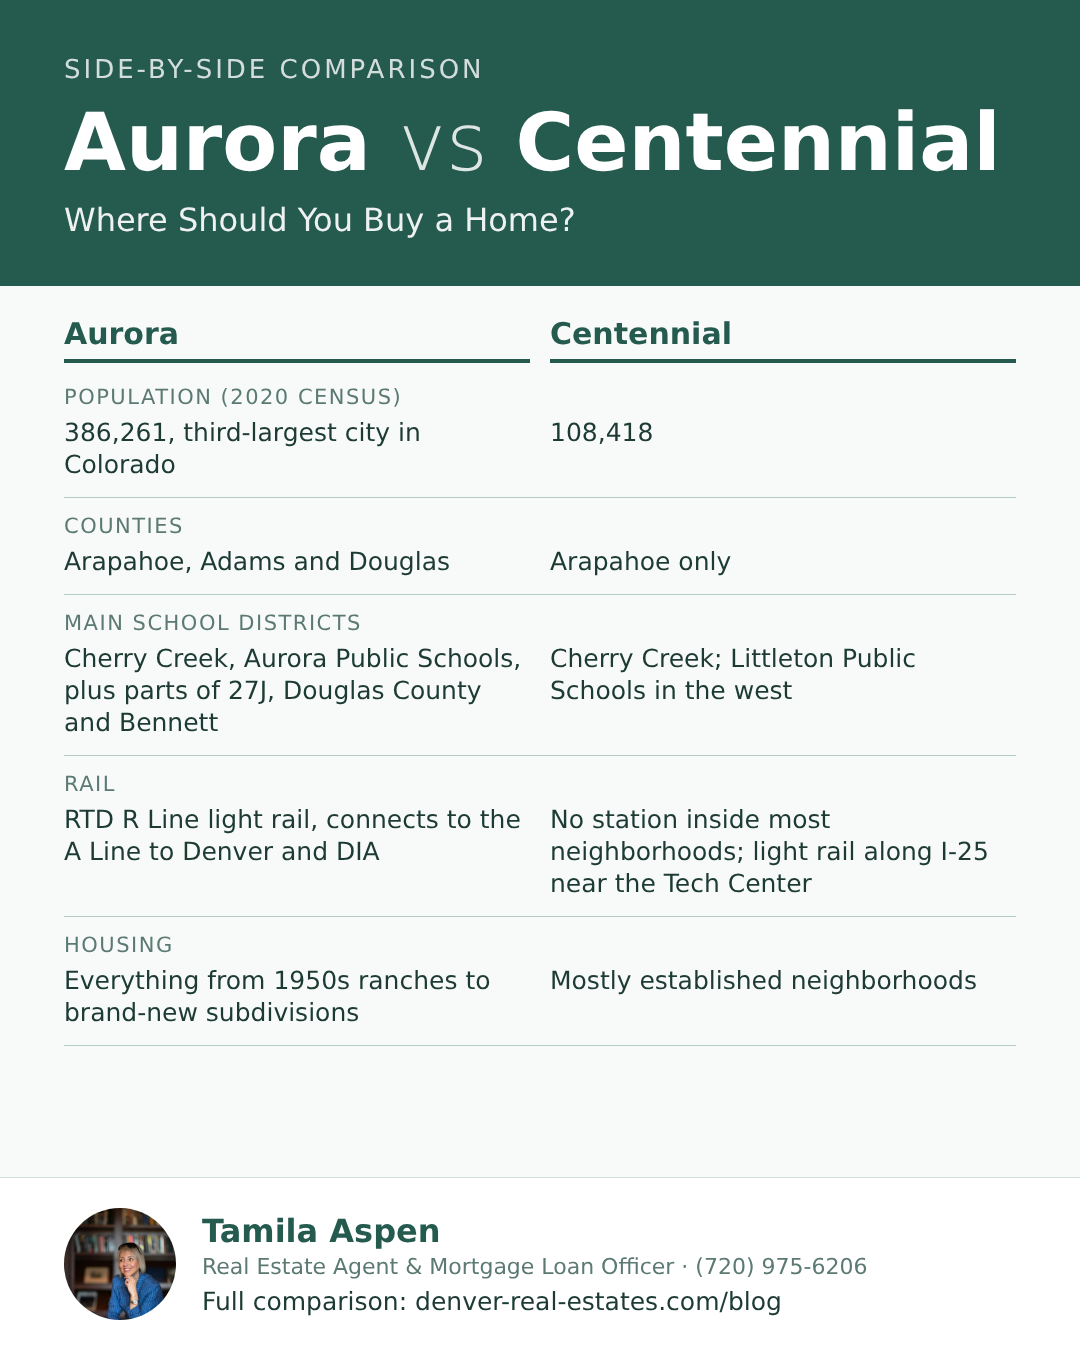 SIDE-BY-SIDE COMPARISON
Aurora VS Centennial
Where Should You Buy a Home?
Aurora
Centennial
POPULATION (2020 CENSUS)
386,261, third-largest city in
Colorado
108,418
COUNTIES
Arapahoe, Adams and Douglas
Arapahoe only
MAIN SCHOOL DISTRICTS
Cherry Creek, Aurora Public Schools,
plus parts of 27J, Douglas County
and Bennett
Cherry Creek; Littleton Public
Schools in the west
RAIL
RTD R Line light rail, connects to the
A Line to Denver and DIA
No station inside most
neighborhoods; light rail along I-25
near the Tech Center
HOUSING
Everything from 1950s ranches to
brand-new subdivisions
Mostly established neighborhoods
Tamila Aspen
Real Estate Agent & Mortgage Loan Officer · (720) 975-6206
Full comparison: denver-real-estates.com/blog